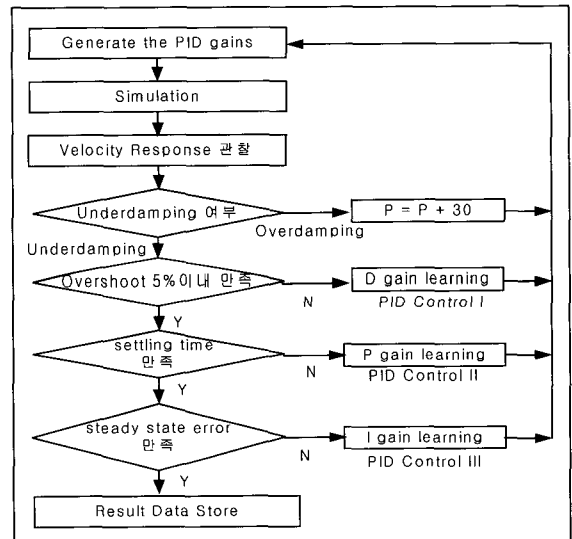 Generate the PID gains
Simulation
Velocity Response 관찰
Underdamping 여부
P = P + 30
Overdamping
Underdamping
Overshoot 5%이내 만족
D gain learning
N
PID Control I
Y
settling time
만족
P gain learning
N
PID Control II
Y
steady state error
만족
I gain learning
N
PID Control III
Y
Result Data Store